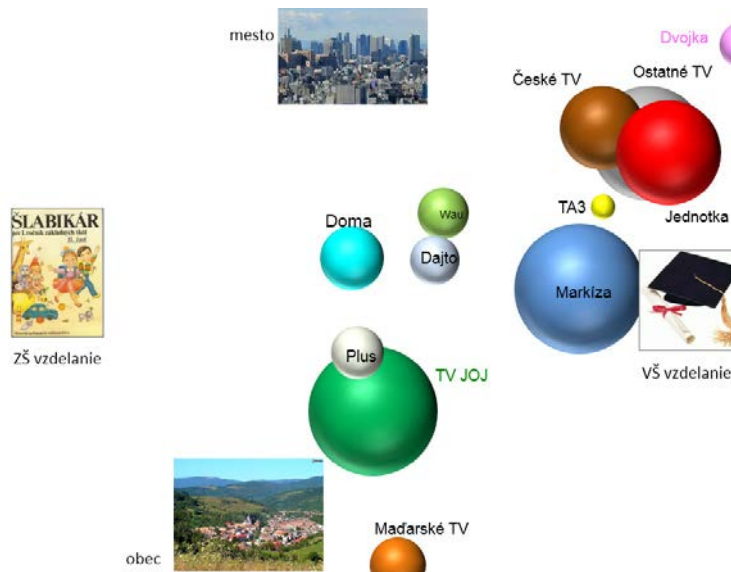 mesto
Dvojka
Ostatné TV
České TV
TA3
Jednotka
ŠLABIKÁR
Wau
Doma
Dajto
Markíza
Plus
TV JOJ
ZŠ vzdelanie
VŠ vzdelanie
Maďarské TV
obec